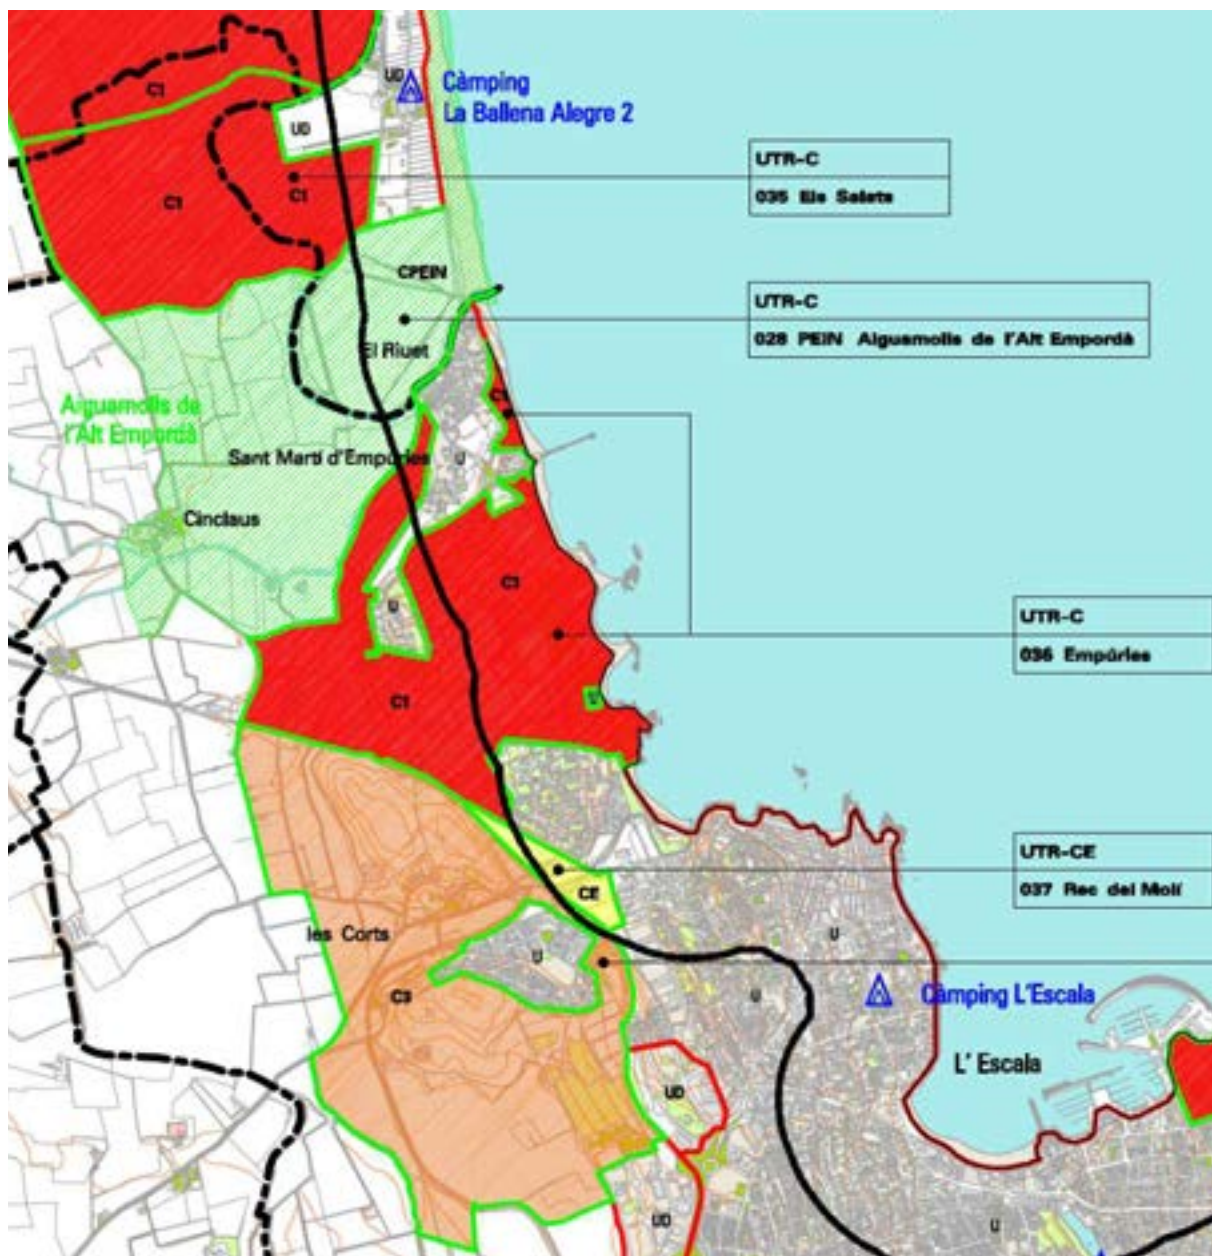 UD
Càmping
La Ballena Alegre 2
C1
UD
UTR-C
035 Els Salats
C1
C1
CPEIN
UTR-C
028 PEIN Aiguamolls de l'Alt Empordà
El Riuet
C1
Aiguamolls de
l'Alt Empordà
Sant Martí d'Empúries
U
Cinclaus
C1
U
UTR-C
036 Empúries
C1
U
UTR-CE
037 Rec del Molí
CE
les Corts
U
U
C3
U
Càmping L'Escala
L' Escala
UD
UD
U